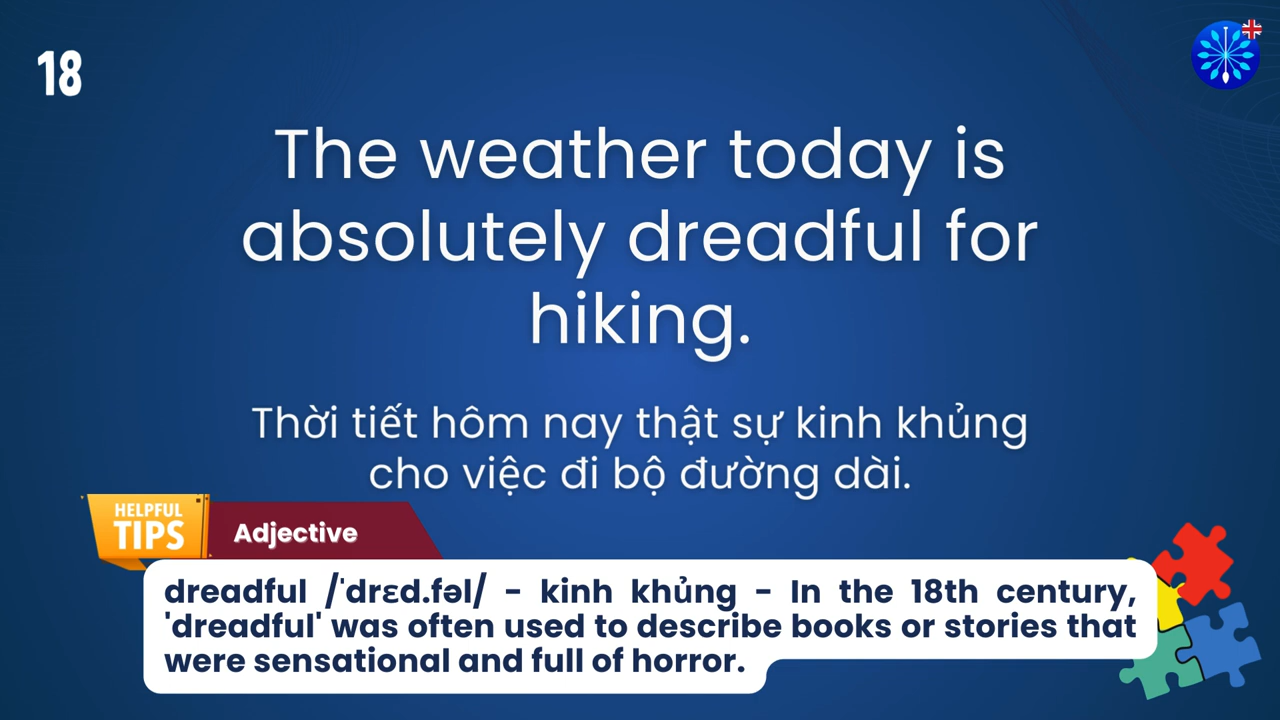 18
The weather today is
absolutely dreadful for
hiking.
Thời tiết hôm nay thật sự kinh khủng
cho việc đi bộ đường dài.
HELPFUL
TIPS
Adjective
dreadful /ˈdrɛd.fəl/ - kinh khủng - In the 18th century,
'dreadful' was often used to describe books or stories that
were sensational and full of horror.